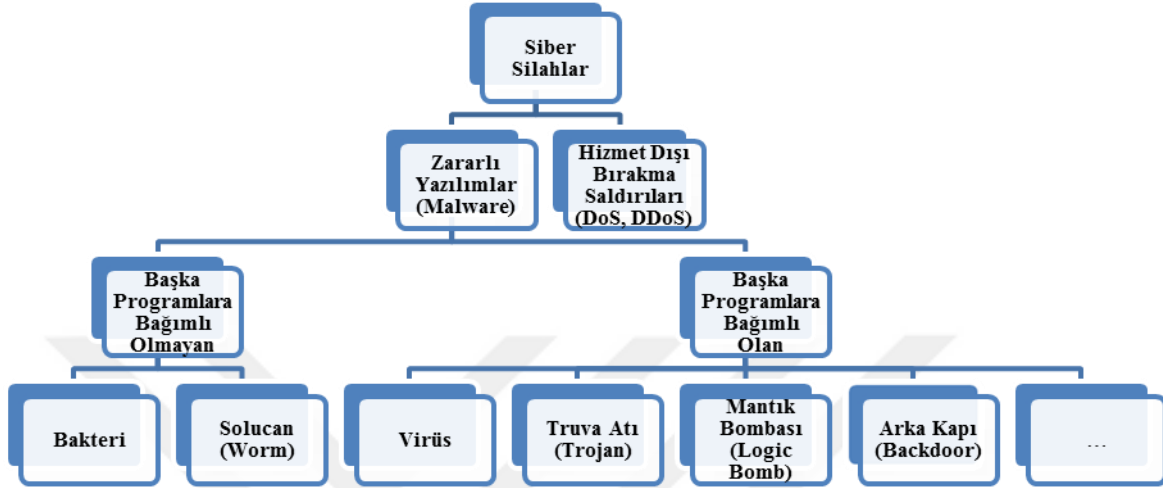 Siber
Silahlar
Zararlı
Yazılımlar
(Malware)
Hizmet Dışı
Bırakma
Saldırıları
(DoS, DDoS)
Başka
Programlara
Bağımlı
Olmayan
Başka
Programlara
Bağımlı
Olan
Bakteri
Solucan
(Worm)
Virüs
Truva Atı
(Trojan)
Mantık
Bombası
(Logic
Bomb)
Arka Kapı
(Backdoor)
…